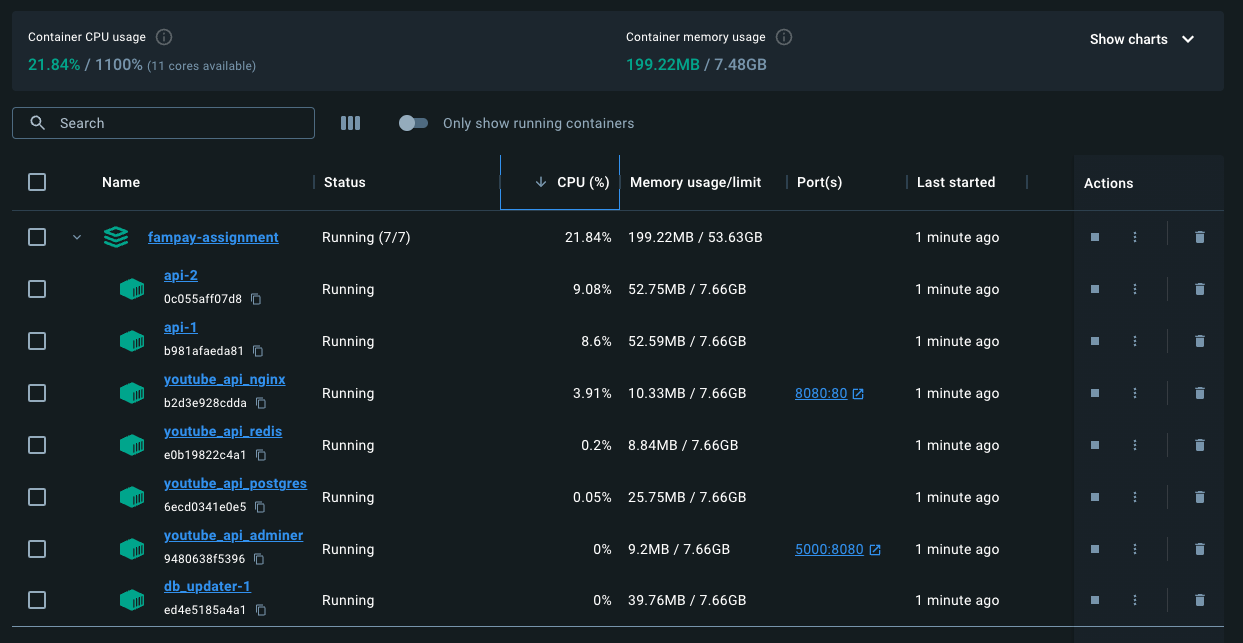 Container CPU usage
21.84% / 1100% (11 cores available)
Container memory usage
199.22MB / 7.48GB
Show charts
Search
Only show running containers
Name Status CPU (%) Memory usage/limit Port(s) Last started Actions
fampay-assignment Running (7/7) 21.84% 199.22MB / 53.63GB 1 minute ago
api-2
0c055aff07d8
Running 9.08% 52.75MB / 7.66GB 1 minute ago
api-1
b981afaeda81
Running 8.6% 52.59MB / 7.66GB 1 minute ago
youtube_api_nginx
b2d3e928cdda
Running 3.91% 10.33MB / 7.66GB 8080:80 1 minute ago
youtube_api_redis
e0b19822c4a1
Running 0.2% 8.84MB / 7.66GB 1 minute ago
youtube_api_postgres
6ecd0341e0e5
Running 0.05% 25.75MB / 7.66GB 1 minute ago
youtube_api_adminer
9480638f5396
Running 0% 9.2MB / 7.66GB 5000:8080 1 minute ago
db_updater-1
ed4e5185a4a1
Running 0% 39.76MB / 7.66GB 1 minute ago